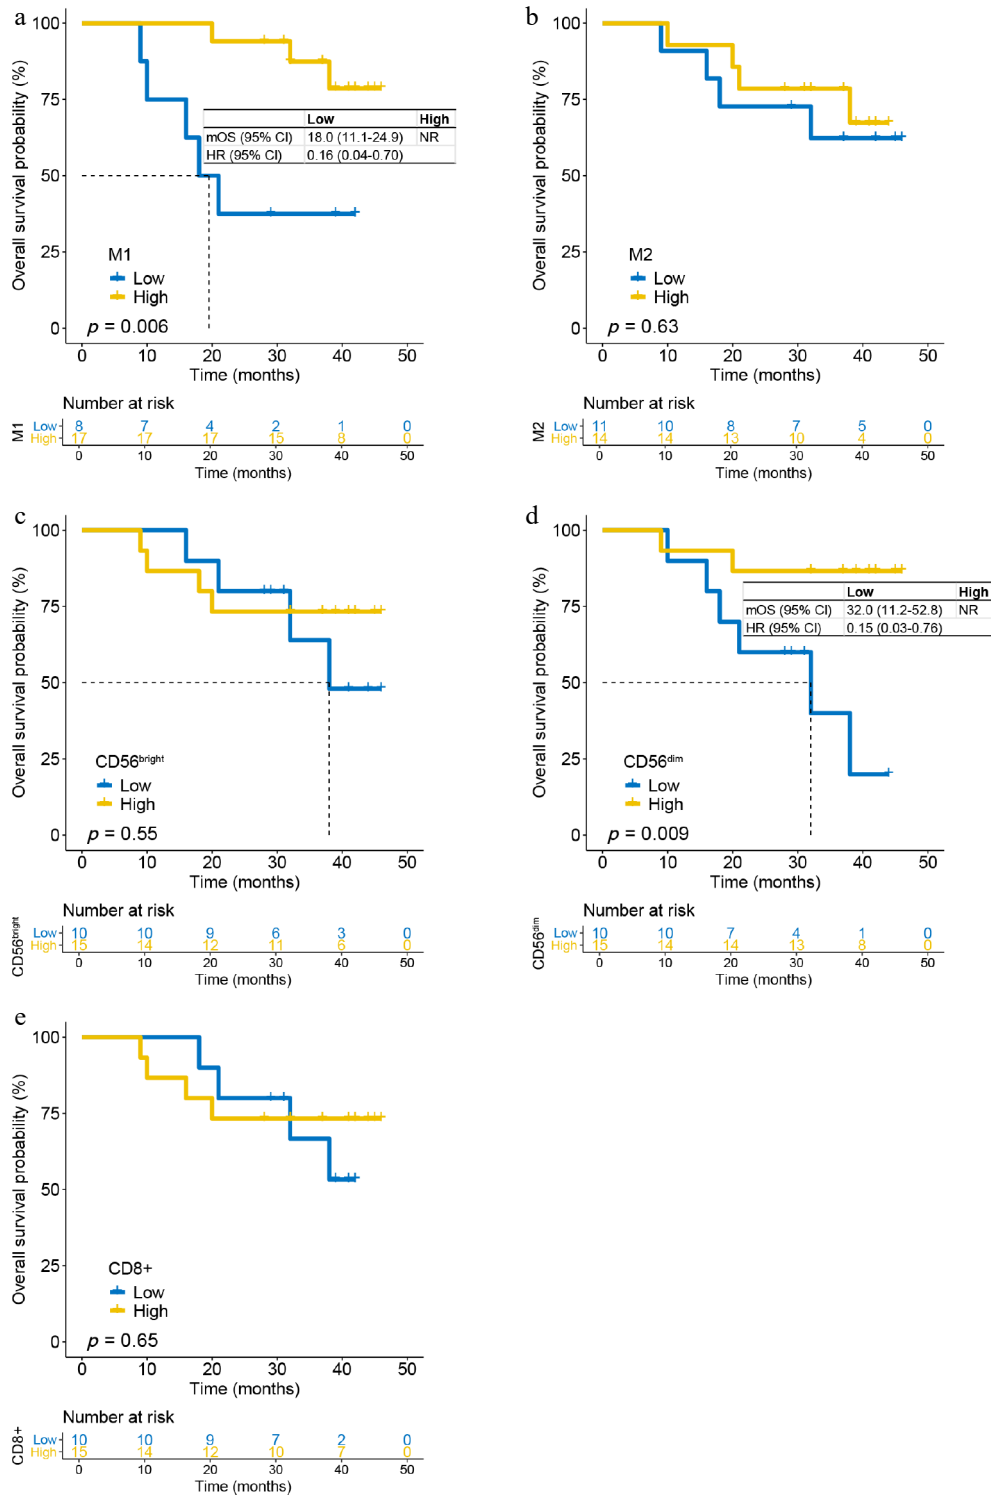 a
100
75
50
25
0
Overall survival probability (%)
Low High
mOS (95% CI) 18.0 (11.1-24.9) NR
HR (95% CI) 0.16 (0.04-0.70)
M1
Low
High
p = 0.006
0 10 20 30 40 50
Time (months)
Number at risk
M1
Low 8 7 4 2 1 0
High 17 17 17 15 8 0
0 10 20 30 40 50
Time (months)
b
100
75
50
25
0
Overall survival probability (%)
M2
Low
High
p = 0.63
0 10 20 30 40 50
Time (months)
Number at risk
M2
Low 11 10 8 7 5 0
High 14 14 13 10 4 0
0 10 20 30 40 50
Time (months)
c
100
75
50
25
0
Overall survival probability (%)
CD56bright
Low
High
p = 0.55
0 10 20 30 40 50
Time (months)
Number at risk
CD56bright
Low 10 10 9 6 3 0
High 15 14 12 11 6 0
0 10 20 30 40 50
Time (months)
d
100
75
50
25
0
Overall survival probability (%)
Low High
mOS (95% CI) 32.0 (11.2-52.8) NR
HR (95% CI) 0.15 (0.03-0.76)
CD56dim
Low
High
p = 0.009
0 10 20 30 40 50
Time (months)
Number at risk
CD56dim
Low 10 10 7 4 1 0
High 15 14 14 13 8 0
0 10 20 30 40 50
Time (months)
e
100
75
50
25
0
Overall survival probability (%)
CD8+
Low
High
p = 0.65
0 10 20 30 40 50
Time (months)
Number at risk
CD8+
Low 10 10 9 7 2 0
High 15 14 12 10 7 0
0 10 20 30 40 50
Time (months)